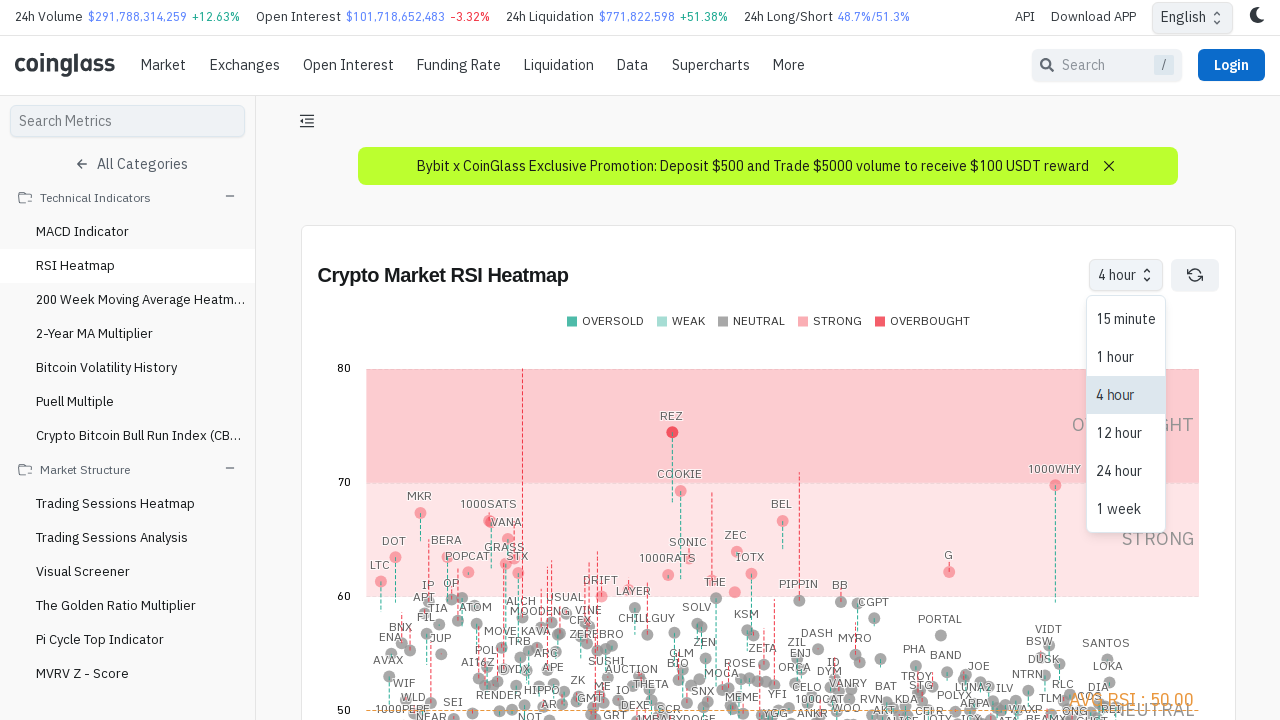 24h Volume $291,788,314,259 +12.63% Open Interest $101,718,652,483 -3.32% 24h Liquidation $771,822,598 +51.38% 24h Long/Short 48.7%/51.3% API Download APP English
coinglass Market Exchanges Open Interest Funding Rate Liquidation Data Supercharts More Search / Login
Search Metrics
All Categories
Technical Indicators
MACD Indicator
RSI Heatmap
200 Week Moving Average Heatm...
2-Year MA Multiplier
Bitcoin Volatility History
Puell Multiple
Crypto Bitcoin Bull Run Index (CB...
Market Structure
Trading Sessions Heatmap
Trading Sessions Analysis
Visual Screener
The Golden Ratio Multiplier
Pi Cycle Top Indicator
MVRV Z - Score
Bybit x CoinGlass Exclusive Promotion: Deposit $500 and Trade $5000 volume to receive $100 USDT reward
Crypto Market RSI Heatmap
4 hour
15 minute
1 hour
4 hour
12 hour
24 hour
1 week
OVERSOLD WEAK NEUTRAL STRONG OVERBOUGHT
80
REZ
COOKIE 1000WHY
70
MKR 1000SATS BEL
VANA
STRONG
DOT BERA GRASS SONIC ZEC
LTC POPCAT STX 1000RATS IOTX G
IP OP DRIFT THE PIPPIN BB
60
APT ALCH USUAL LAYER CGPT
TIA ATOM MOODENG VINE SOLV
FIL CFX CHILLGUY KSM PORTAL
BNX MOVE KAVA ZEREBRO DASH VIDT
ENA JUP TRB ZEN ZIL MYRO BSW SANTOS
POL ARC GLM ZETA ENJ PHA BAND
AVAX AI16Z APE SUSHI BIO ROSE ORCA ID DUSK LOKA
DYDX AUCTION MOCA DYM TROY JOE NTRN
WIF ZK ME THETA CELO VANRY BAT SLG LUNA2 ILV RLC DIA
WLD RENDER HIPPO IO SNX MEME YFI 1000CAT KDA POLYX TLM COS
SEI GMT DEXE AVG RSI : 50.00
1000PEPE AR SCR WOO RVN ARPA
50
NEAR NOT GRT ANKR AKT CELR WAXP NEUTRAL